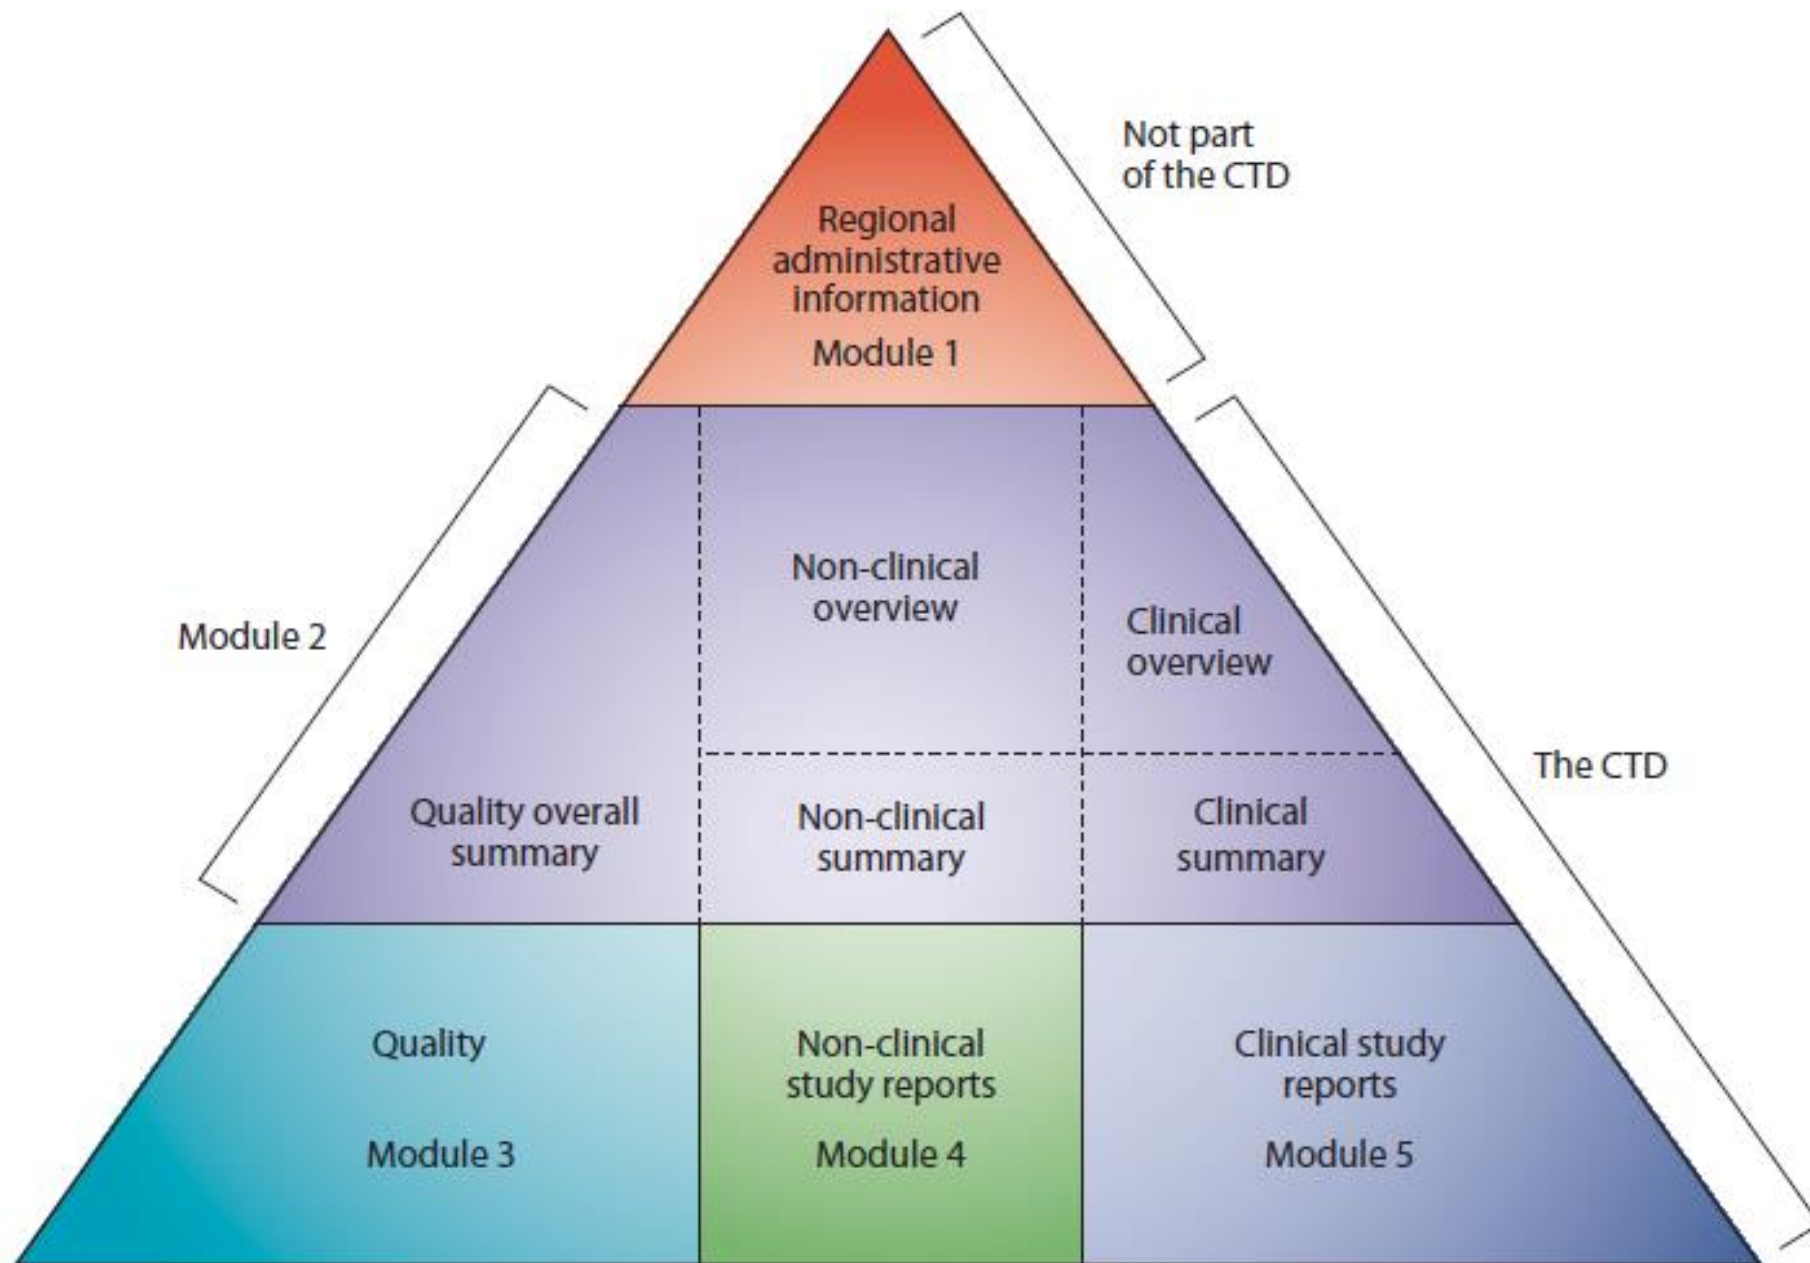 Not part
of the CTD
Regional
administrative
information
Module 1
Module 2
Non-clinical
overview
Clinical
overview
The CTD
Quality overall
summary
Non-clinical
summary
Clinical
summary
Quality
Module 3
Non-clinical
study reports
Module 4
Clinical study
reports
Module 5